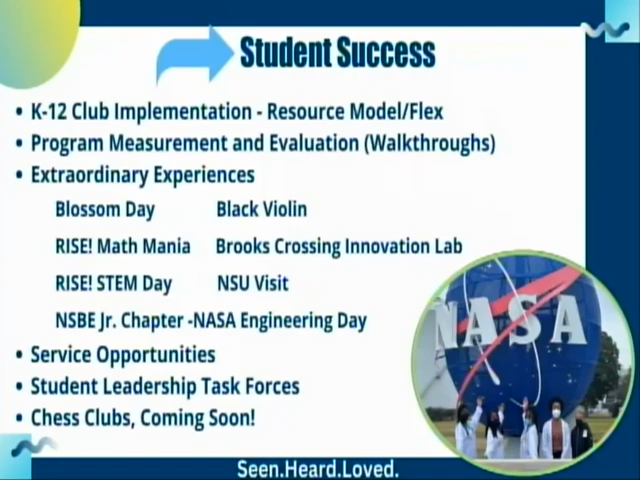 Student Success
• K-12 Club Implementation - Resource Model/Flex
• Program Measurement and Evaluation (Walkthroughs)
• Extraordinary Experiences
Blossom Day Black Violin
RISE! Math Mania Brooks Crossing Innovation Lab
RISE! STEM Day NSU Visit
NSBE Jr. Chapter -NASA Engineering Day
NASA
• Service Opportunities
• Student Leadership Task Forces
• Chess Clubs, Coming Soon!
Seen.Heard.Loved.